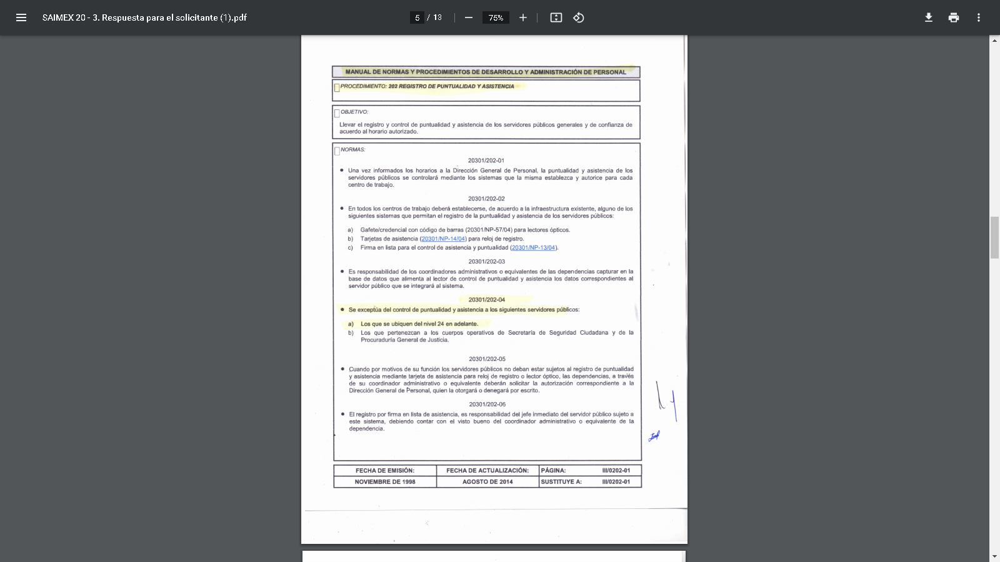 SAIMEX 20 - 3. Respuesta para el solicitante (1).pdf
5 / 13
75%
MANUAL DE NORMAS Y PROCEDIMIENTOS DE DESARROLLO Y ADMINISTRACIÓN DE PERSONAL
PROCEDIMIENTO: 202 REGISTRO DE PUNTUALIDAD Y ASISTENCIA
OBJETIVO:
Llevar el registro y control de puntualidad y asistencia de los servidores públicos generales y de confianza de
acuerdo al horario autorizado.
NORMAS:
20301/202-01
• Una vez informados los horarios a la Dirección General de Personal, la puntualidad y asistencia de los
servidores públicos se controlará mediante los sistemas que la misma establezca y autorice para cada
centro de trabajo.
20301/202-02
• En todos los centros de trabajo deberá establecerse, de acuerdo a la infraestructura existente, alguno de los
siguientes sistemas que permitan el registro de la puntualidad y asistencia de los servidores públicos:
a) Gafete/credencial con código de barras (20301/NP-57/04) para lectores ópticos.
b) Tarjetas de asistencia (20301/NP-14/04) para reloj de registro.
c) Firma en lista para el control de asistencia y puntualidad (20301/NP-13/04).
20301/202-03
• Es responsabilidad de los coordinadores administrativos o equivalentes de las dependencias capturar en la
base de datos que alimenta al lector de control de puntualidad y asistencia los datos correspondientes al
servidor público que se integrará al sistema.
20301/202-04
• Se exceptúa del control de puntualidad y asistencia a los siguientes servidores públicos:
a) Los que se ubiquen del nivel 24 en adelante.
b) Los que pertenezcan a los cuerpos operativos de Secretaría de Seguridad Ciudadana y de la
Procuraduría General de Justicia.
20301/202-05
• Cuando por motivos de su función los servidores públicos no deban estar sujetos al registro de puntualidad
y asistencia mediante tarjeta de asistencia para reloj de registro o lector óptico, las dependencias, a través
de su coordinador administrativo o equivalente deberán solicitar la autorización correspondiente a la
Dirección General de Personal, quien la otorgará o denegará por escrito.
20301/202-06
• El registro por firma en lista de asistencia, es responsabilidad del jefe inmediato del servidor público sujeto a
este sistema, debiendo contar con el visto bueno del coordinador administrativo o equivalente de la
dependencia.
FECHA DE EMISIÓN: FECHA DE ACTUALIZACIÓN: PÁGINA: III/0202-01
NOVIEMBRE DE 1998 AGOSTO DE 2014 SUSTITUYE A: III/0202-01